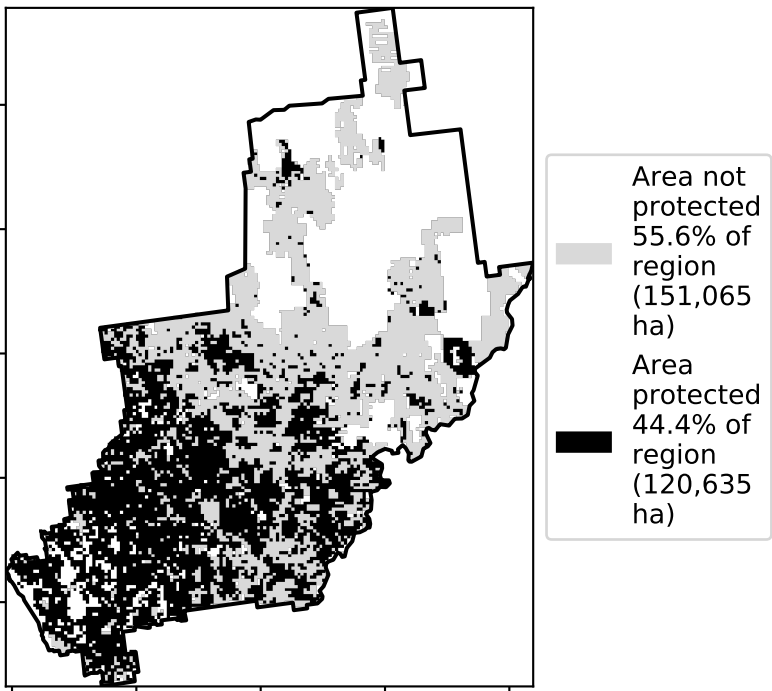 Area not
protected
55.6% of
region
(151,065
ha)
Area
protected
44.4% of
region
(120,635
ha)